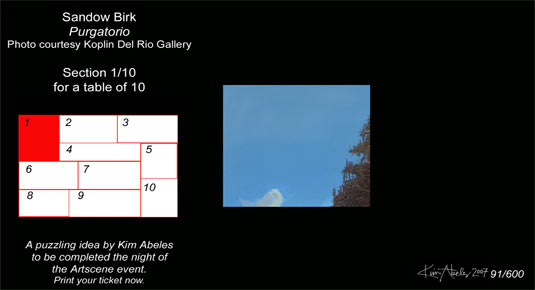 Sandow Birk
Purgatorio
Photo courtesy Koplin Del Rio Gallery
Section 1/10
for a table of 10
1
2
3
4
5
6
7
8
9
10
A puzzling idea by Kim Abeles
to be completed the night of
the Artscene event.
Print your ticket now.
Kim Abeles 2007 91/600